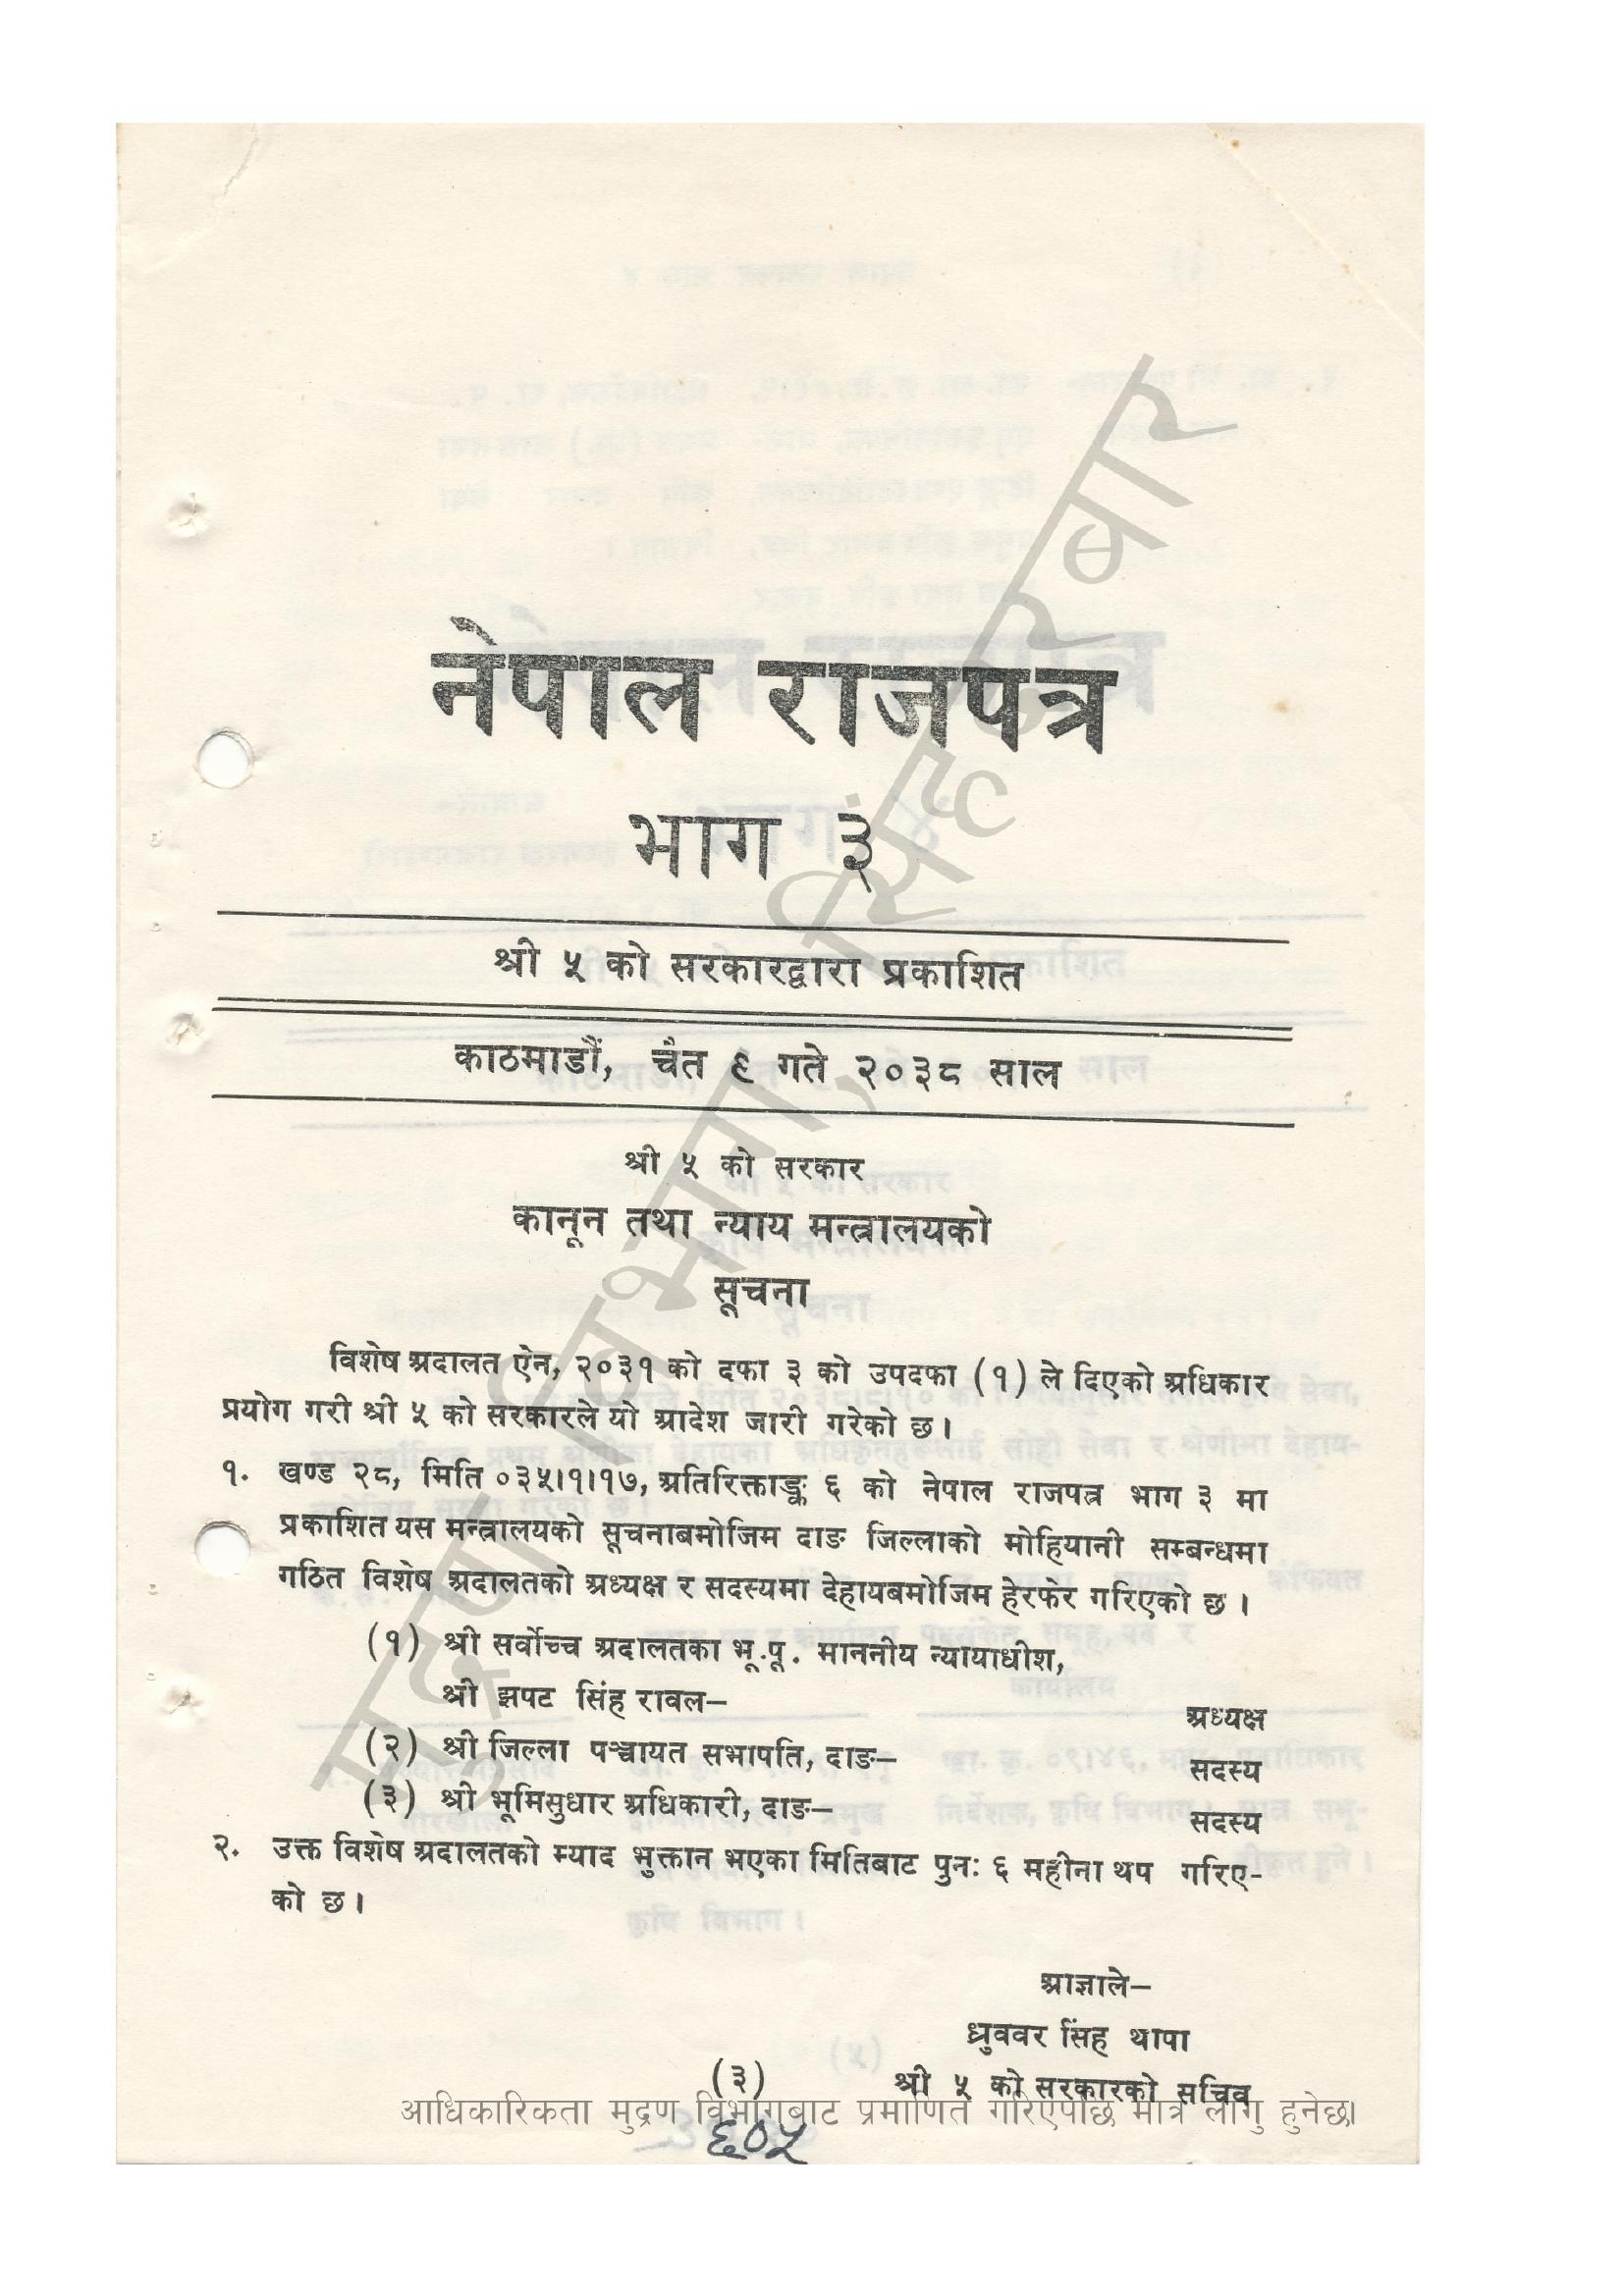 नेपाल राजपत्र
भाग ३
श्री ५ को सरकारद्वारा प्रकाशित
काठमाडौं, चैत ९ गते २०३८ साल
श्री ५ को सरकार
कानून तथा न्याय मन्त्रालयको
सूचना
विशेष अदालत ऐन, २०३१ को दफा ३ को उपदफा (१) ले दिएको अधिकार
प्रयोग गरी श्री ५ को सरकारले यो आदेश जारी गरेको छ।
१. खण्ड २८, मिति ०३५।१।१७, अतिरिक्ताङ्क ६ को नेपाल राजपत्र भाग ३ मा
प्रकाशित यस मन्त्रालयको सूचनाबमोजिम दाङ जिल्लाको मोहियानी सम्बन्धमा
गठित विशेष अदालतको अध्यक्ष र सदस्यमा देहायबमोजिम हेरफेर गरिएको छ।
(१) श्री सर्वोच्च अदालतका भू.पू. माननीय न्यायाधीश,
श्री झपट सिंह रावल– अध्यक्ष
(२) श्री जिल्ला पञ्चायत सभापति, दाङ– सदस्य
(३) श्री भूमिसुधार अधिकारी, दाङ– सदस्य
२. उक्त विशेष अदालतको म्याद भुक्तान भएका मितिबाट पुनः ६ महीना थप गरिए-
को छ।
आज्ञाले–
ध्रुववर सिंह थापा
(३) श्री ५ को सरकारको सचिव
आधिकारिकता मुद्रण विभागबाट प्रमाणित गरिएपछि मात्र लागु हुनेछ।
६०५
मुद्रण विभाग, सिंहदरबार